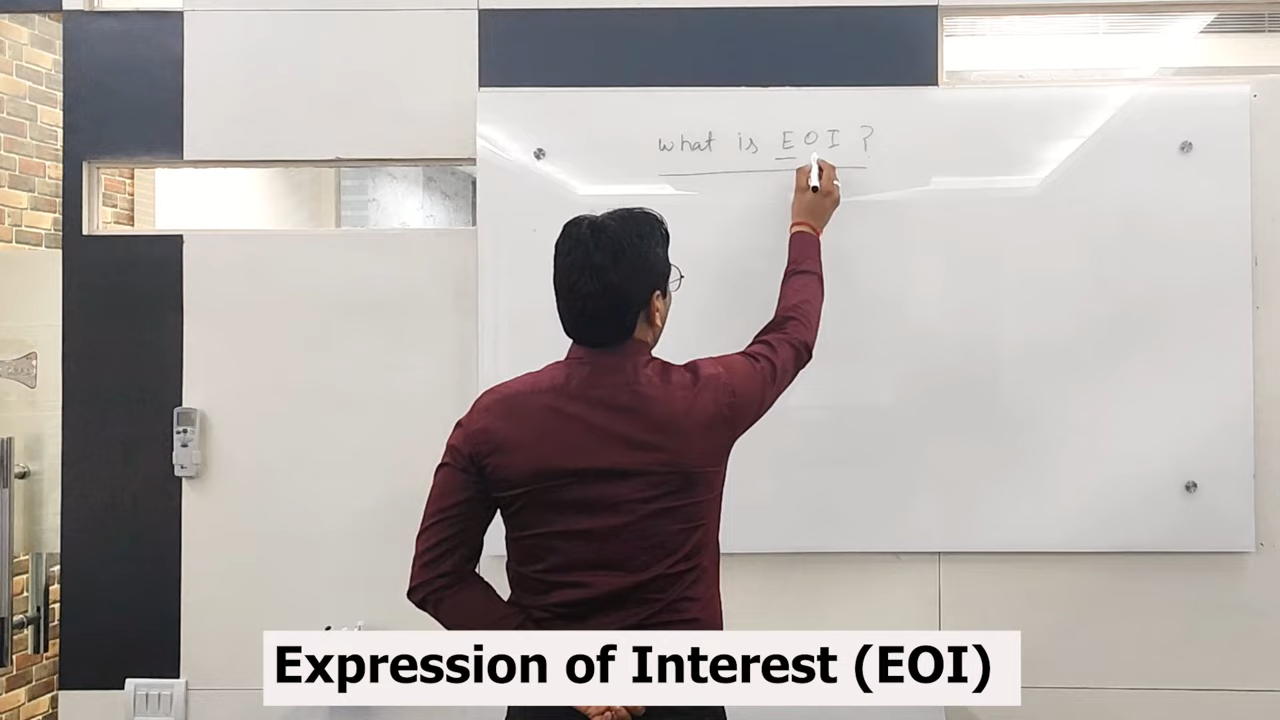 what is EOI ?
Expression of Interest (EOI)